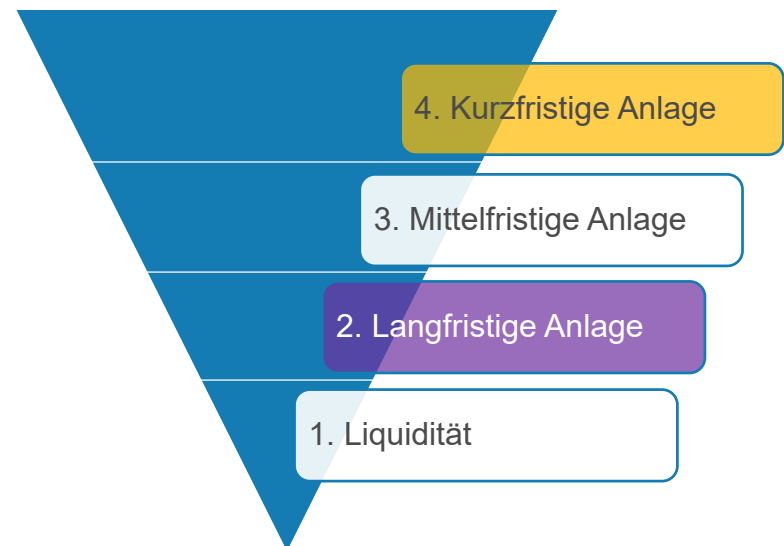 4. Kurzfristige Anlage
3. Mittelfristige Anlage
2. Langfristige Anlage
1. Liquidität